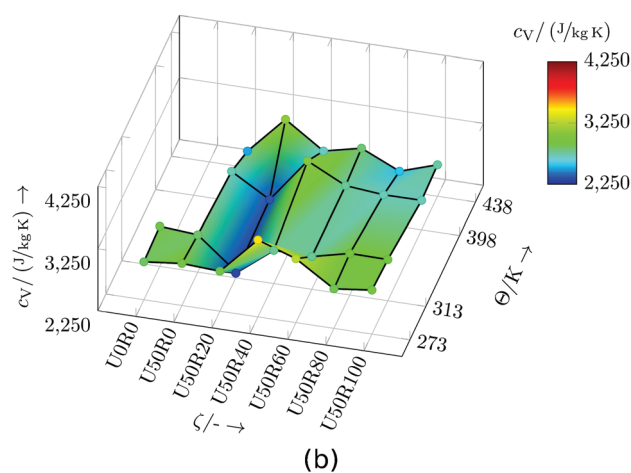 c_V/ (J/kg K)
4,250
3,250
2,250
c_V/ (J/kg K) →
4,250
3,250
2,250
U0R0
U50R0
U50R20
U50R40
U50R60
U50R80
U50R100
ζ/- →
273
313
398
438
Θ/K →
(b)